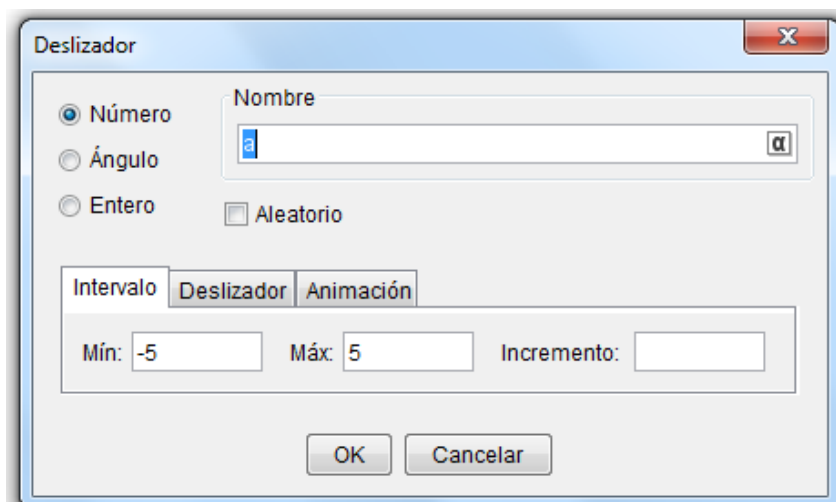 Deslizador
Número
Nombre
a
α
Ángulo
Entero
Aleatorio
Intervalo Deslizador Animación
Mín: -5 Máx: 5 Incremento:
OK Cancelar